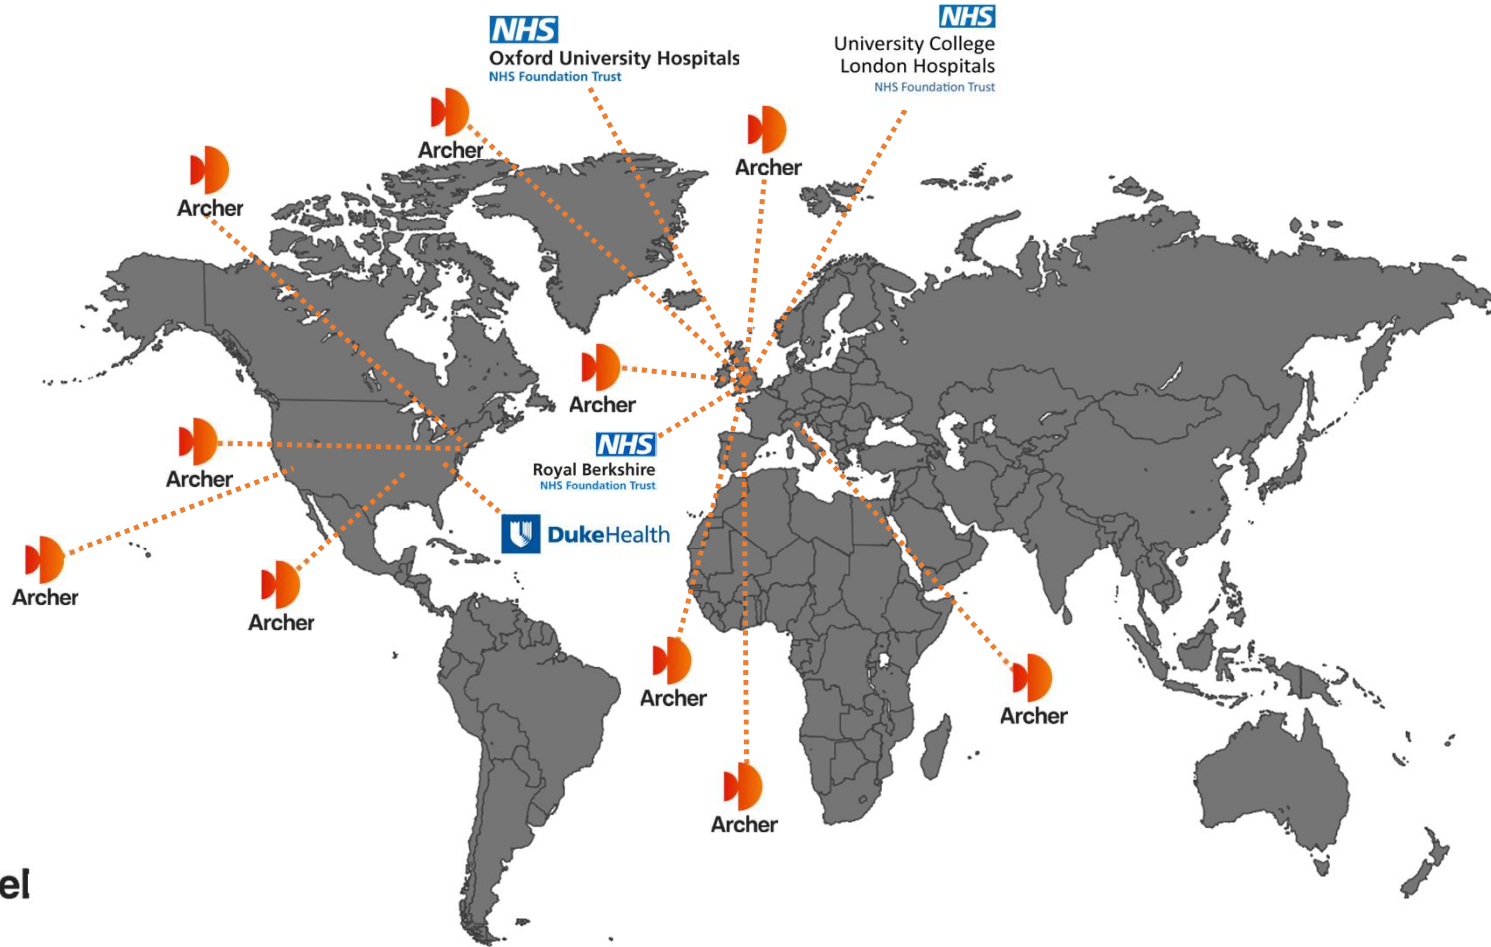 NHS
Oxford University Hospitals
NHS Foundation Trust
NHS
University College
London Hospitals
NHS Foundation Trust
Archer
Archer
Archer
Archer
Archer
NHS
Royal Berkshire
NHS Foundation Trust
DukeHealth
Archer
Archer
Archer
Archer
Archer
el